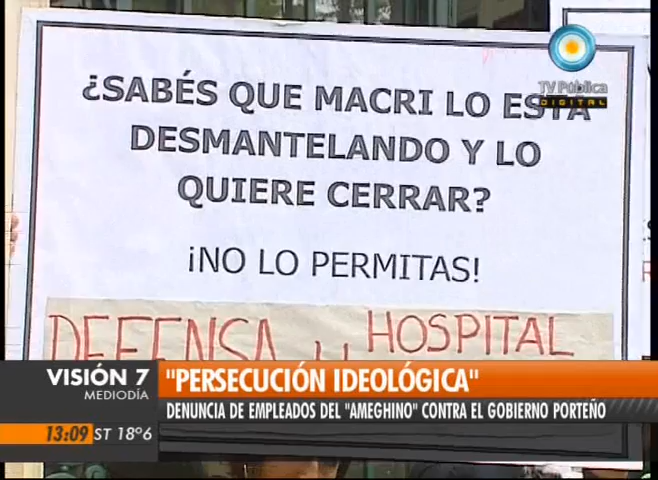 ¿SABÉS QUE MACRI LO ESTÁ
DESMANTELANDO Y LO
QUIERE CERRAR?
¡NO LO PERMITAS!
DEFENSA HOSPITAL
TV Pública
DIGITAL
VISIÓN 7
MEDIODÍA
"PERSECUCIÓN IDEOLÓGICA"
DENUNCIA DE EMPLEADOS DEL "AMEGHINO" CONTRA EL GOBIERNO PORTEÑO
13:09 ST 18°6